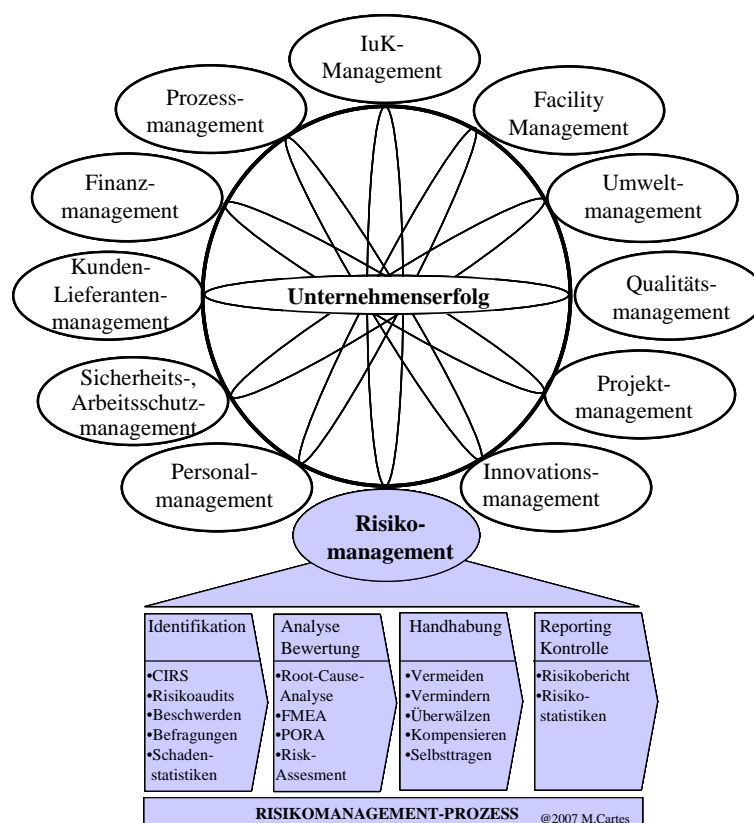 IuK-
Management
Prozess-
management
Facility
Management
Finanz-
management
Umwelt-
management
Kunden-
Lieferanten-
management
Unternehmenserfolg
Qualitäts-
management
Sicherheits-,
Arbeitsschutz-
management
Projekt-
management
Personal-
management
Innovations-
management
Risiko-
management
Identifikation
•CIRS
•Risikoaudits
•Beschwerden
•Befragungen
•Schaden-
statistiken
Analyse
Bewertung
•Root-Cause-
Analyse
•FMEA
•PORA
•Risk-
Assesment
Handhabung
•Vermeiden
•Vermindern
•Überwälzen
•Kompensieren
•Selbsttragen
Reporting
Kontrolle
•Risikobericht
•Risiko-
statistiken
RISIKOMANAGEMENT-PROZESS @2007 M.Cartes